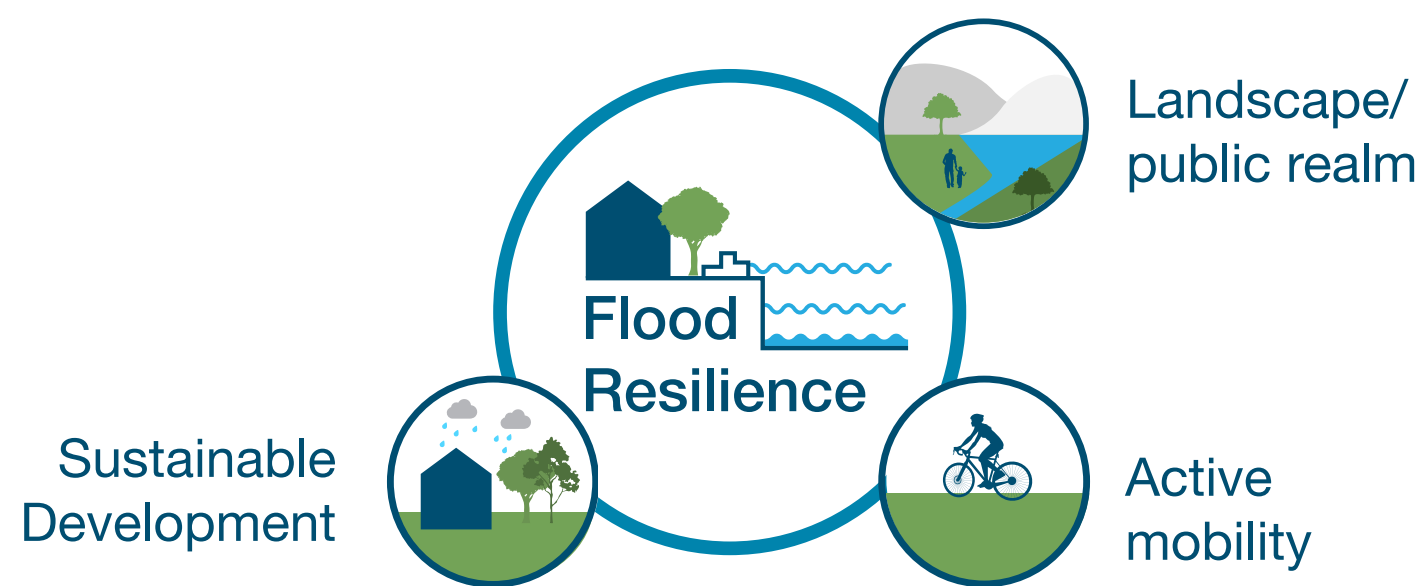 Landscape/
public realm
Flood
Resilience
Sustainable
Development
Active
mobility